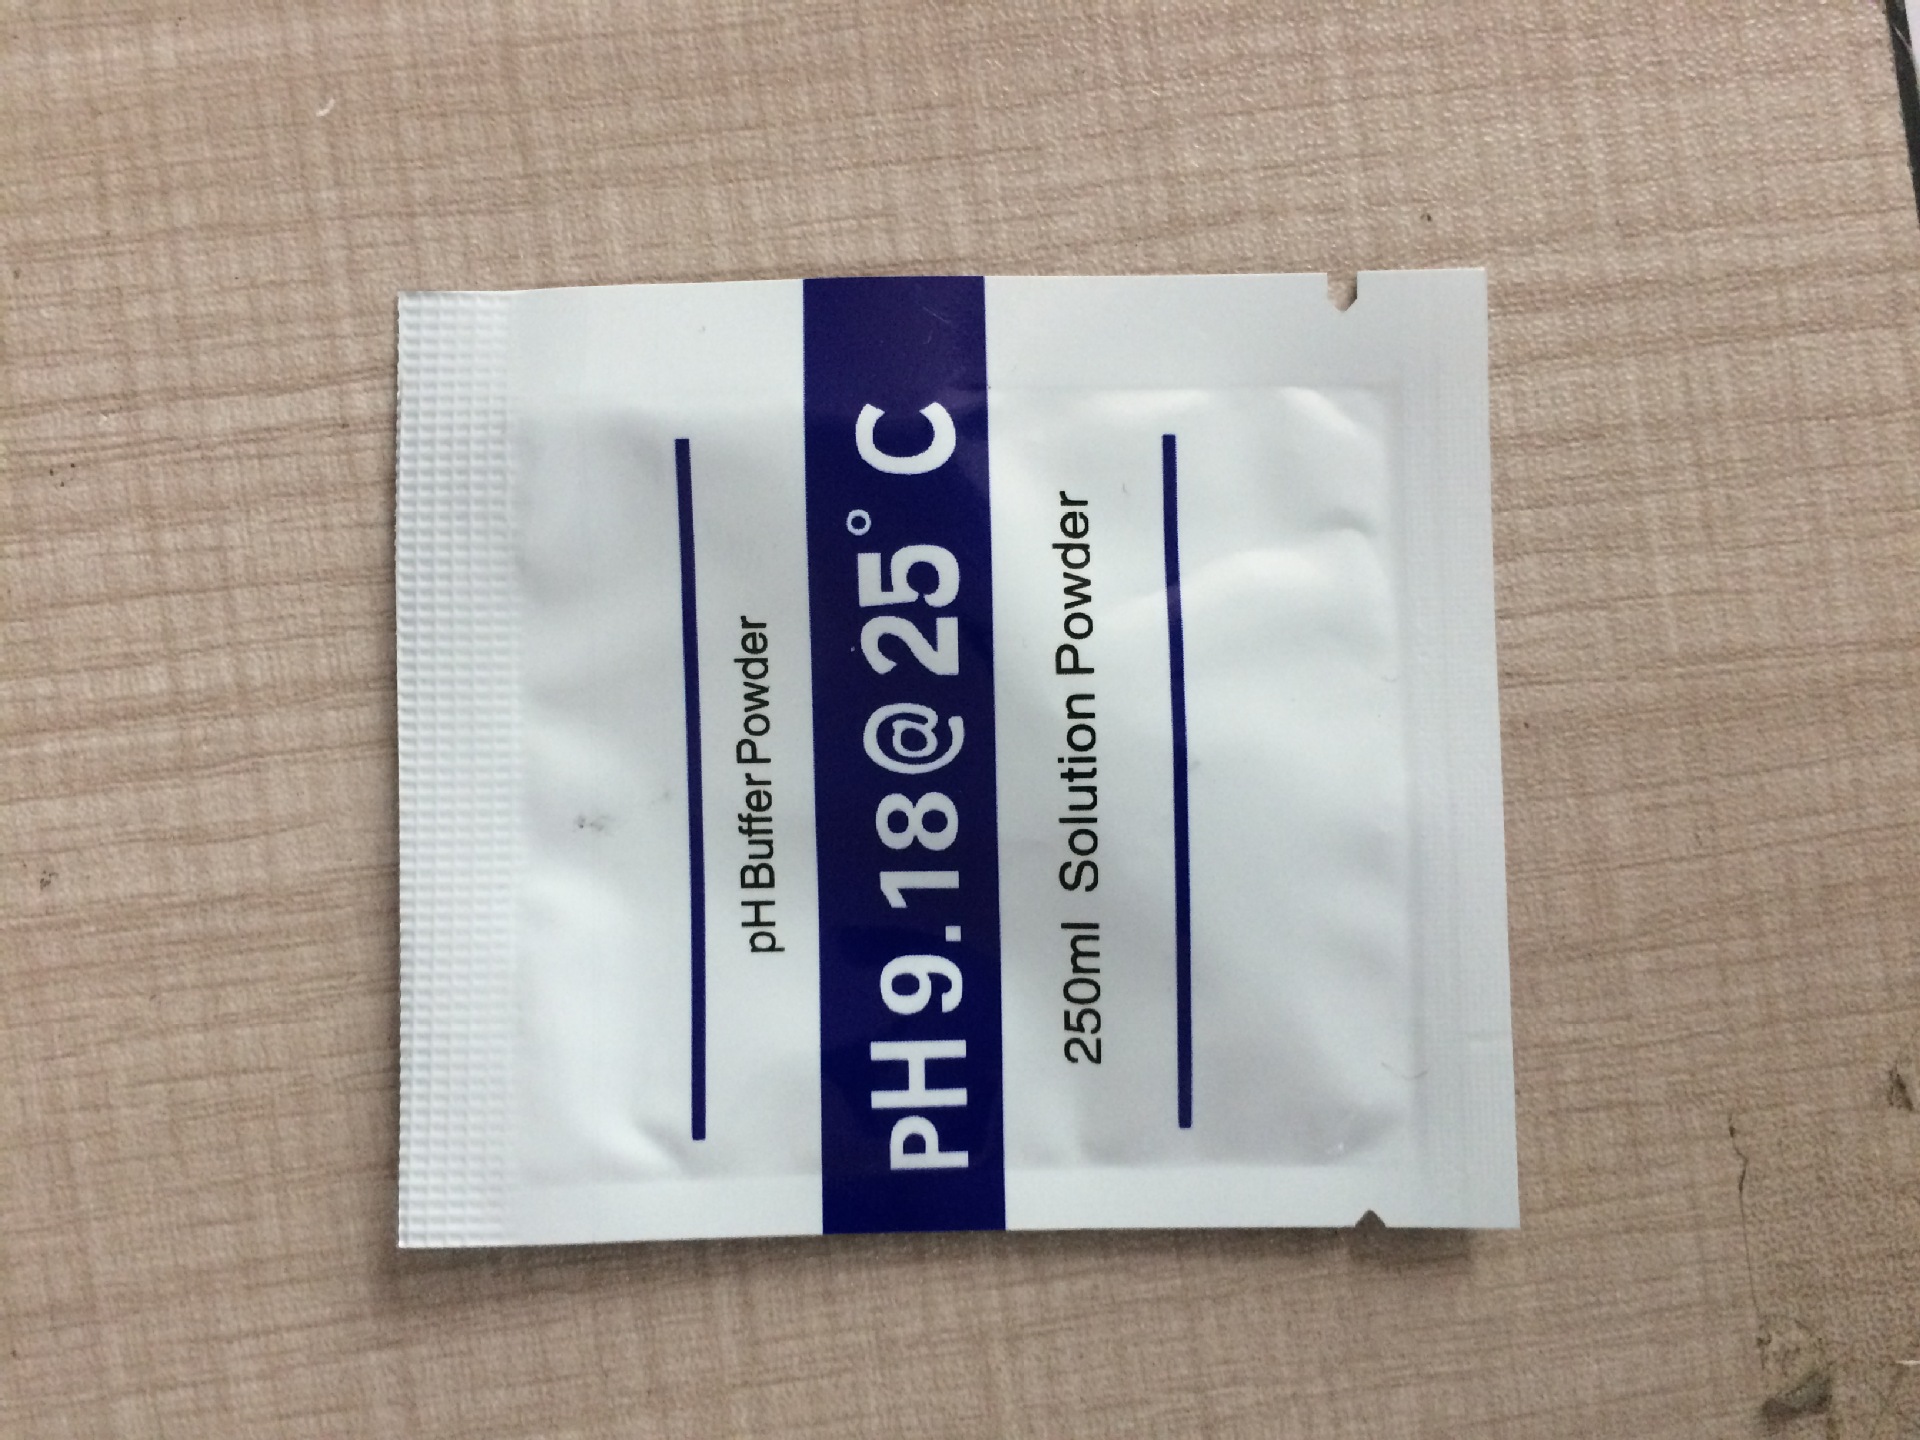 pH Buffer Powder
PH 9.18@25°C
250ml Solution Powder